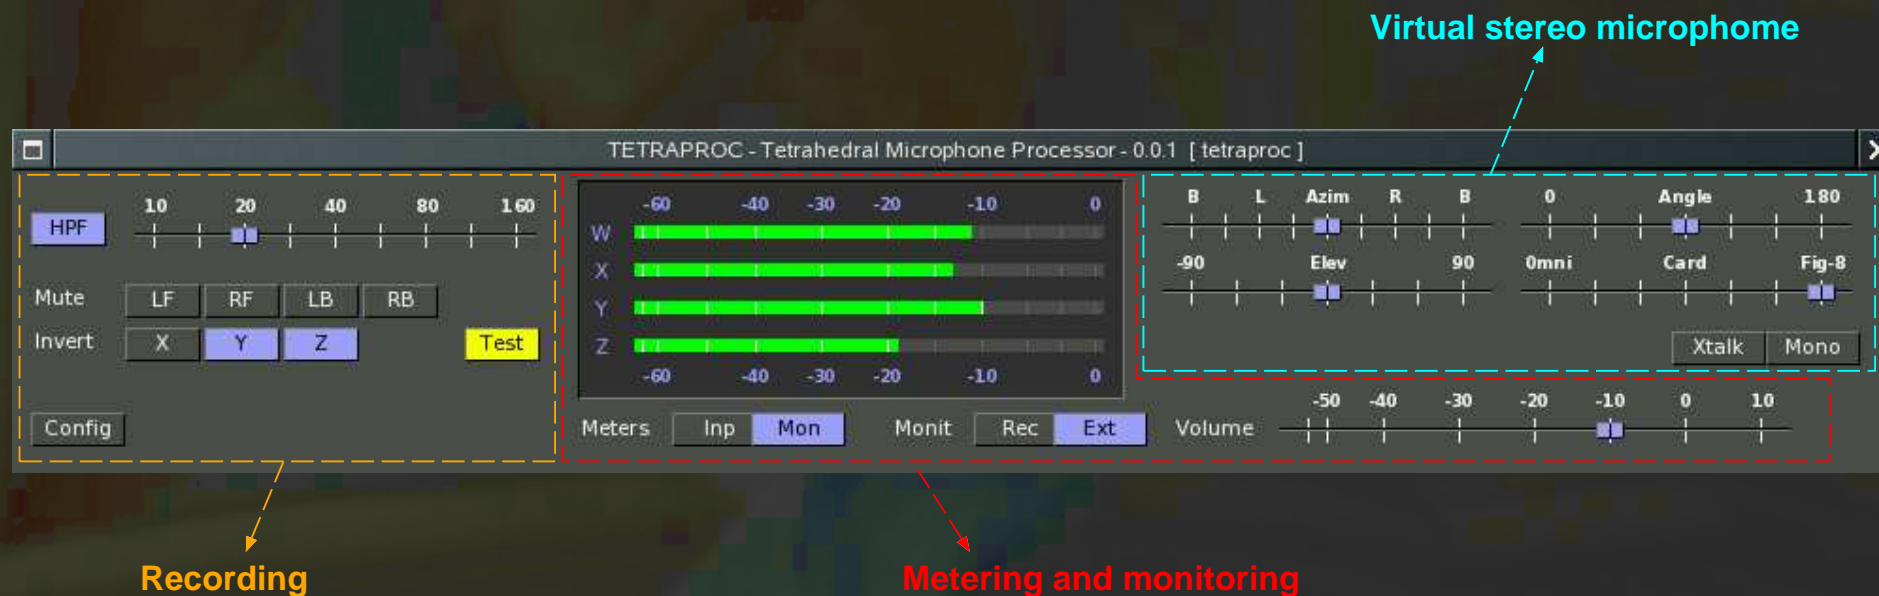 Virtual stereo microphome
TETRAPROC - Tetrahedral Microphone Processor - 0.0.1 [ tetraproc ]
HPF
10 20 40 80 160
Mute LF RF LB RB
Invert X Y Z Test
Config
-60 -40 -30 -20 -10 0
W
X
Y
Z
-60 -40 -30 -20 -10 0
Meters Inp Mon Monit Rec Ext Volume
B L Azim R B
0 Angle 180
-90 Elev 90
Omni Card Fig-8
Xtalk Mono
-50 -40 -30 -20 -10 0 10
Recording
Metering and monitoring